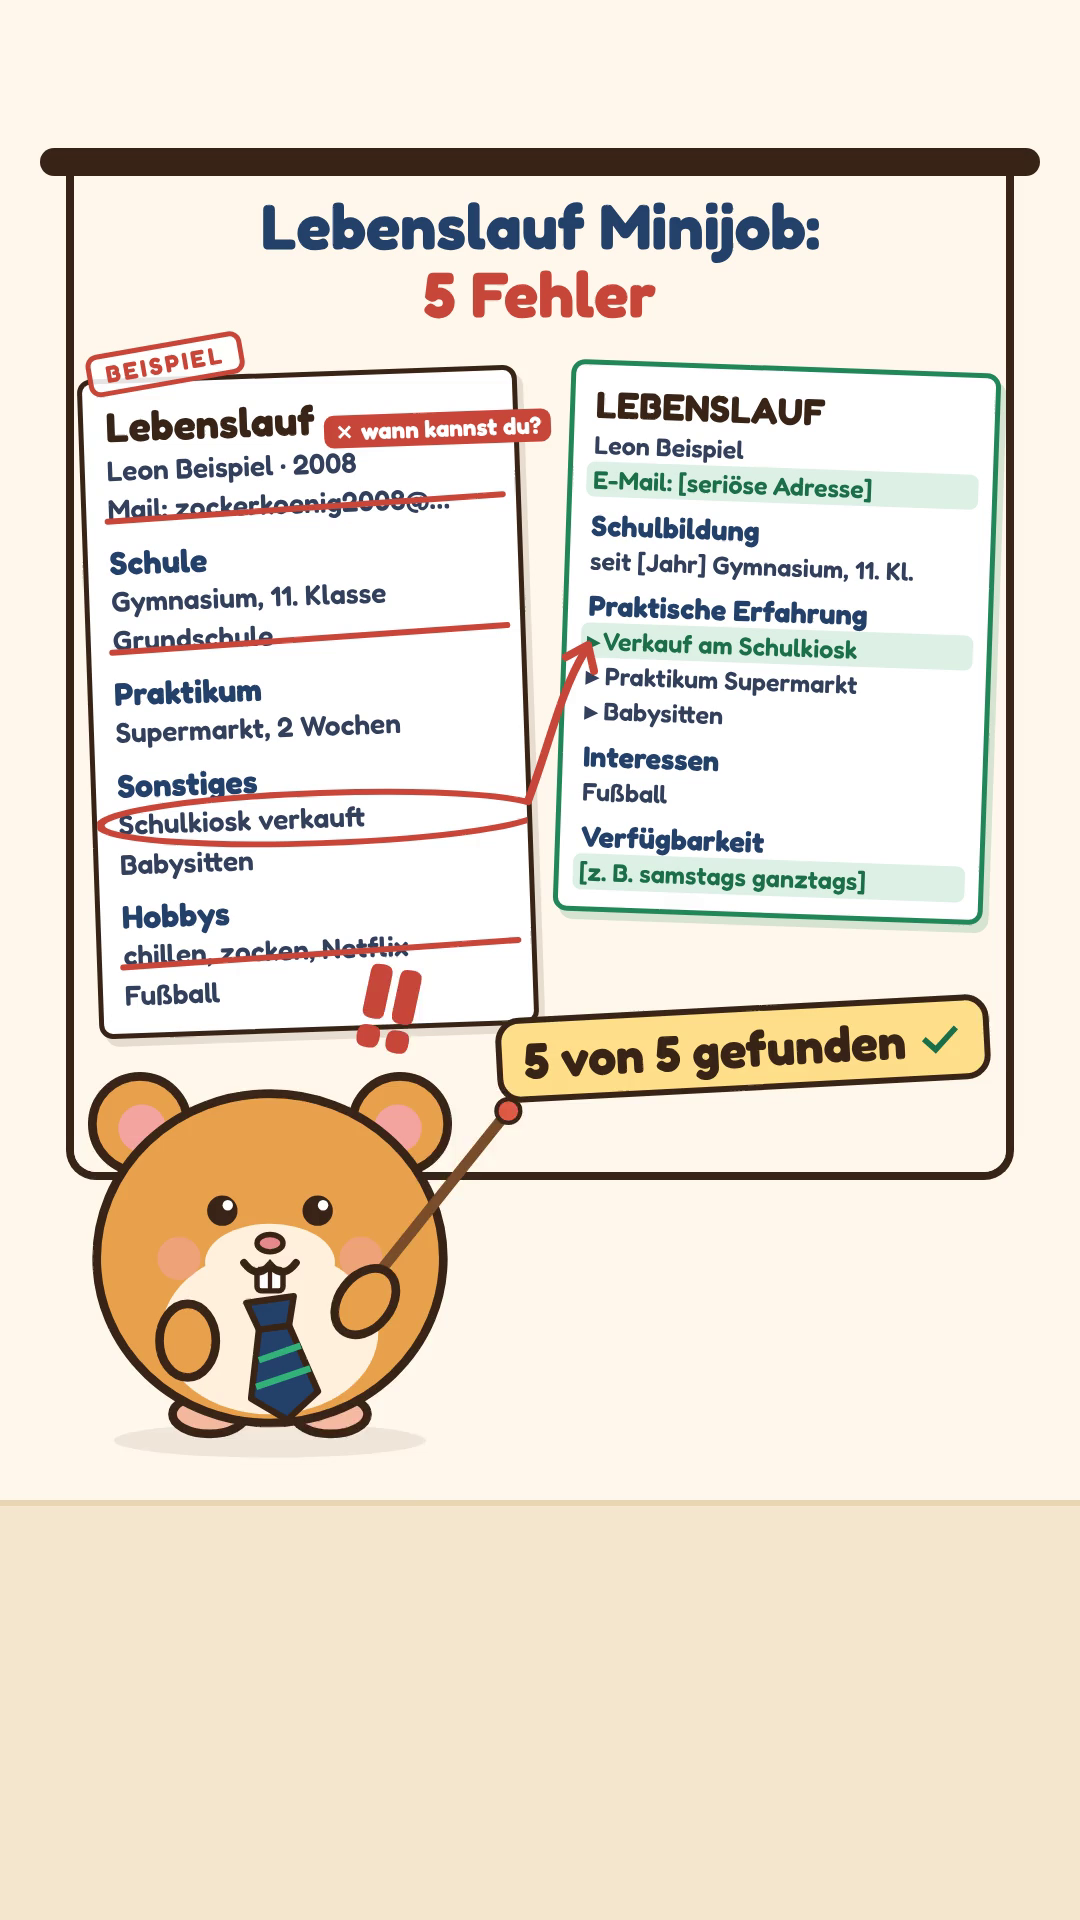 Lebenslauf Minijob:
5 Fehler
BEISPIEL
Lebenslauf
× wann kannst du?
Leon Beispiel · 2008
Mail: zockerkoenig2008@...
Schule
Gymnasium, 11. Klasse
Grundschule
Praktikum
Supermarkt, 2 Wochen
Sonstiges
Schulkiosk verkauft
Babysitten
Hobbys
chillen, zocken, Netflix
Fußball
LEBENSLAUF
Leon Beispiel
E-Mail: [seriöse Adresse]
Schulbildung
seit [Jahr] Gymnasium, 11. Kl.
Praktische Erfahrung
▸ Verkauf am Schulkiosk
▸ Praktikum Supermarkt
▸ Babysitten
Interessen
Fußball
Verfügbarkeit
[z. B. samstags ganztags]
!!
5 von 5 gefunden ✓